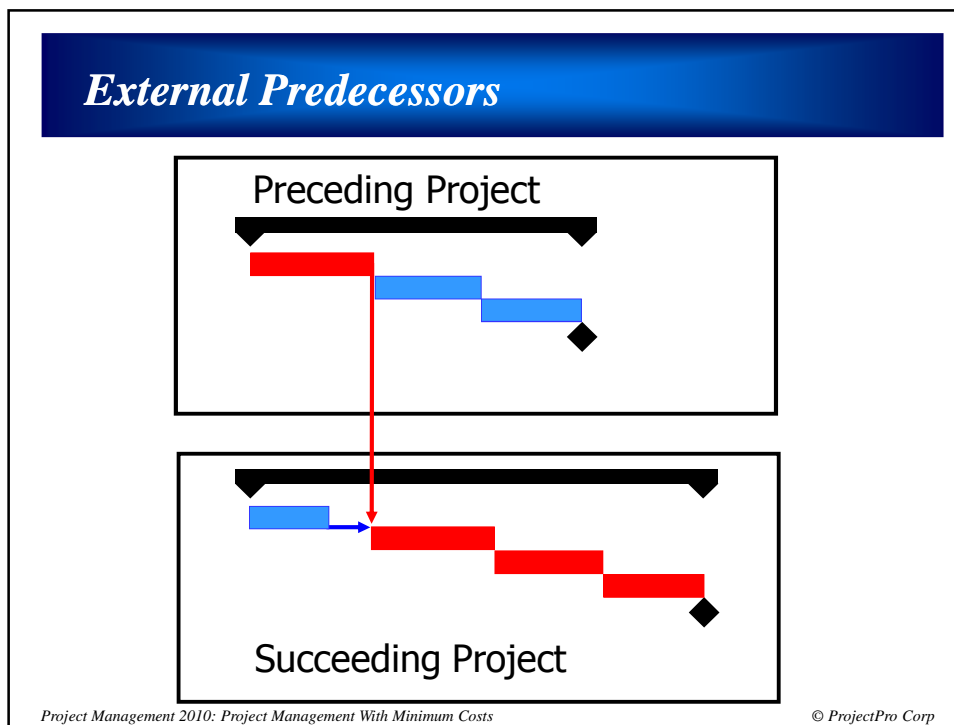 External Predecessors
Preceding Project
Succeeding Project
Project Management 2010: Project Management With Minimum Costs © ProjectPro Corp